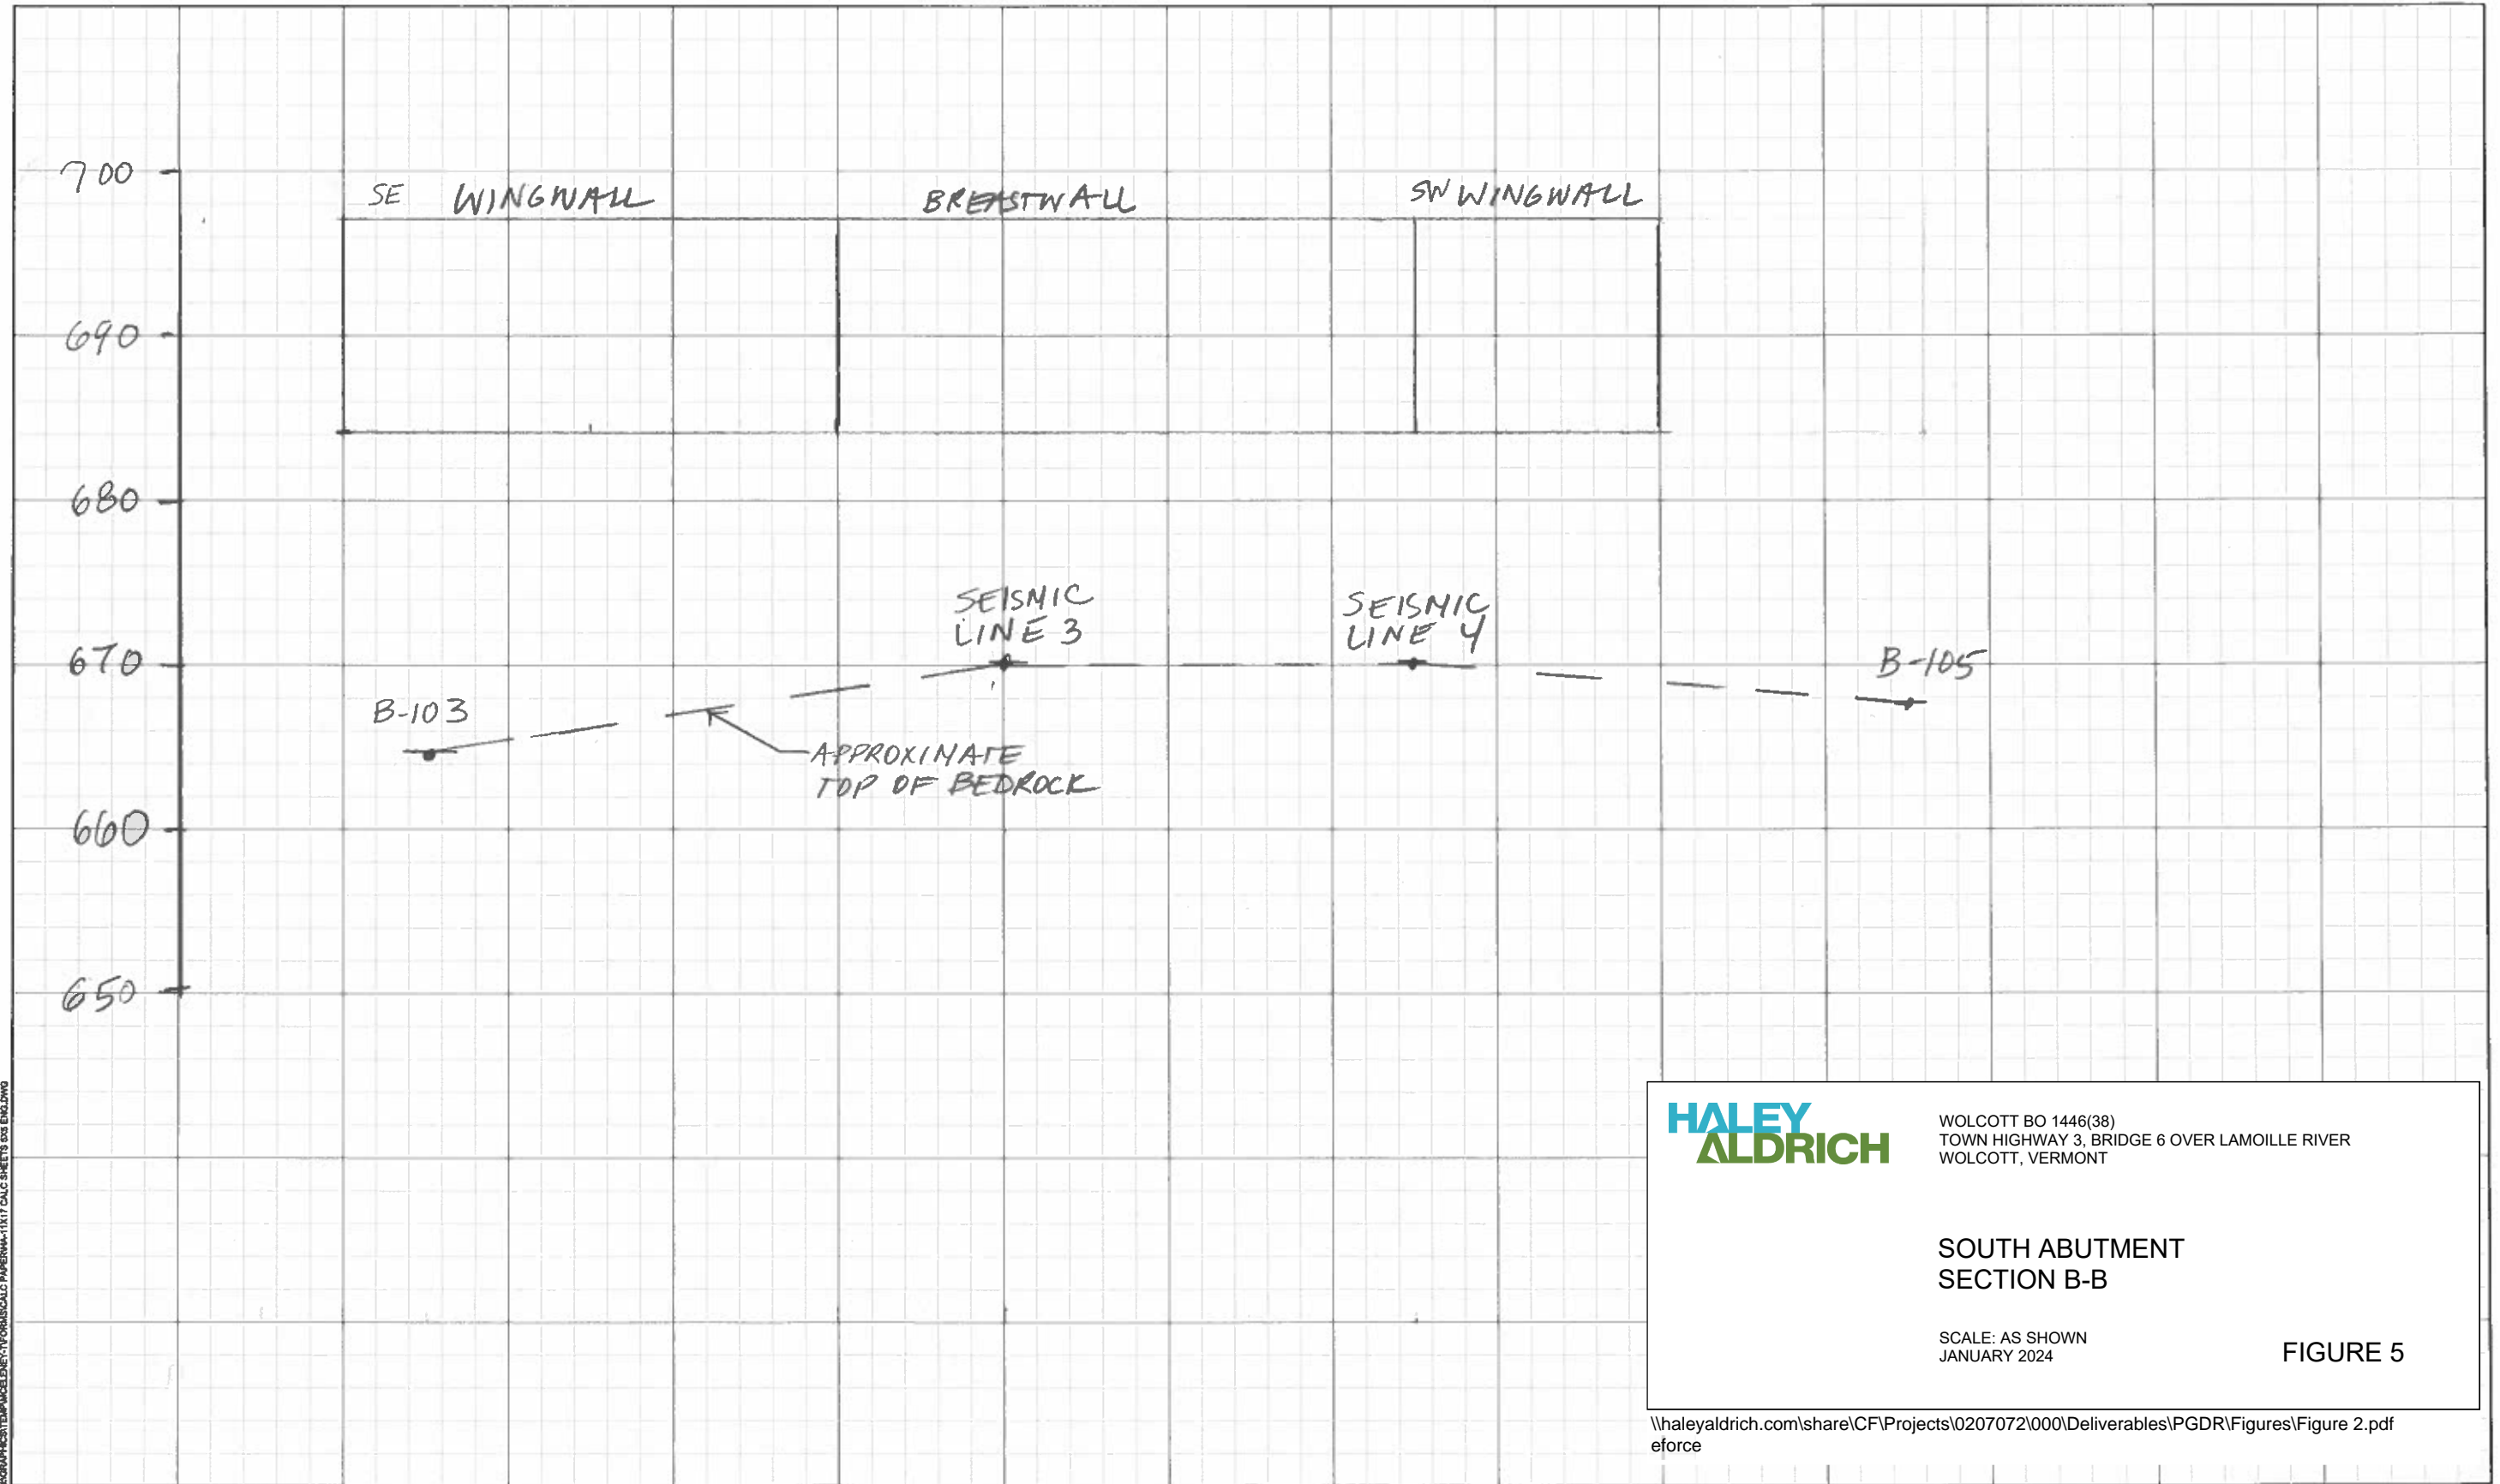 700
SE WINGWALL
BREASTWALL
SW WINGWALL
690
680
SEISMIC
LINE 3
SEISMIC
LINE 4
670
B-105
B-103
APPROXIMATE
TOP OF BEDROCK
660
650
HALEY
ALDRICH
WOLCOTT BO 1446(38)
TOWN HIGHWAY 3, BRIDGE 6 OVER LAMOILLE RIVER
WOLCOTT, VERMONT
SOUTH ABUTMENT
SECTION B-B
SCALE: AS SHOWN
JANUARY 2024
FIGURE 5
\\haleyaldrich.com\share\CF\Projects\0207072\000\Deliverables\PGDR\Figures\Figure 2.pdf
eforce